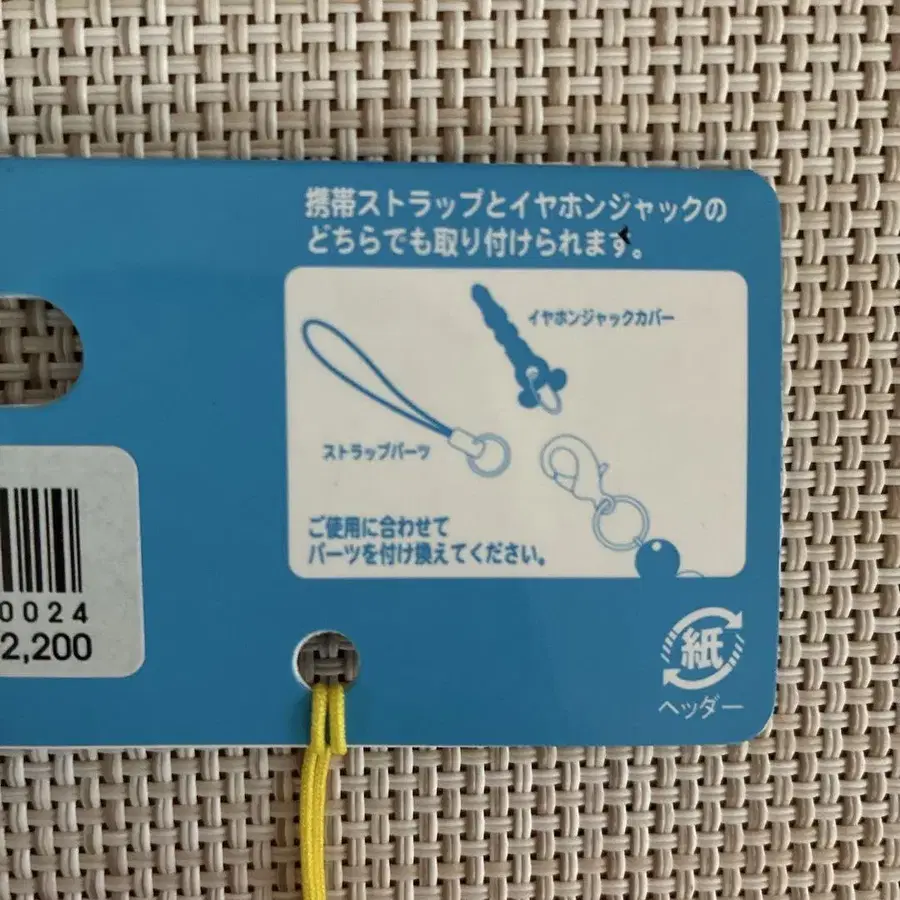 携帯ストラップとイヤホンジャックの
どちらでも取り付けられます。
イヤホンジャックカバー
ストラップパーツ
ご使用に合わせて
パーツを付け換えてください。
0024
2,200
紙
ヘッダー